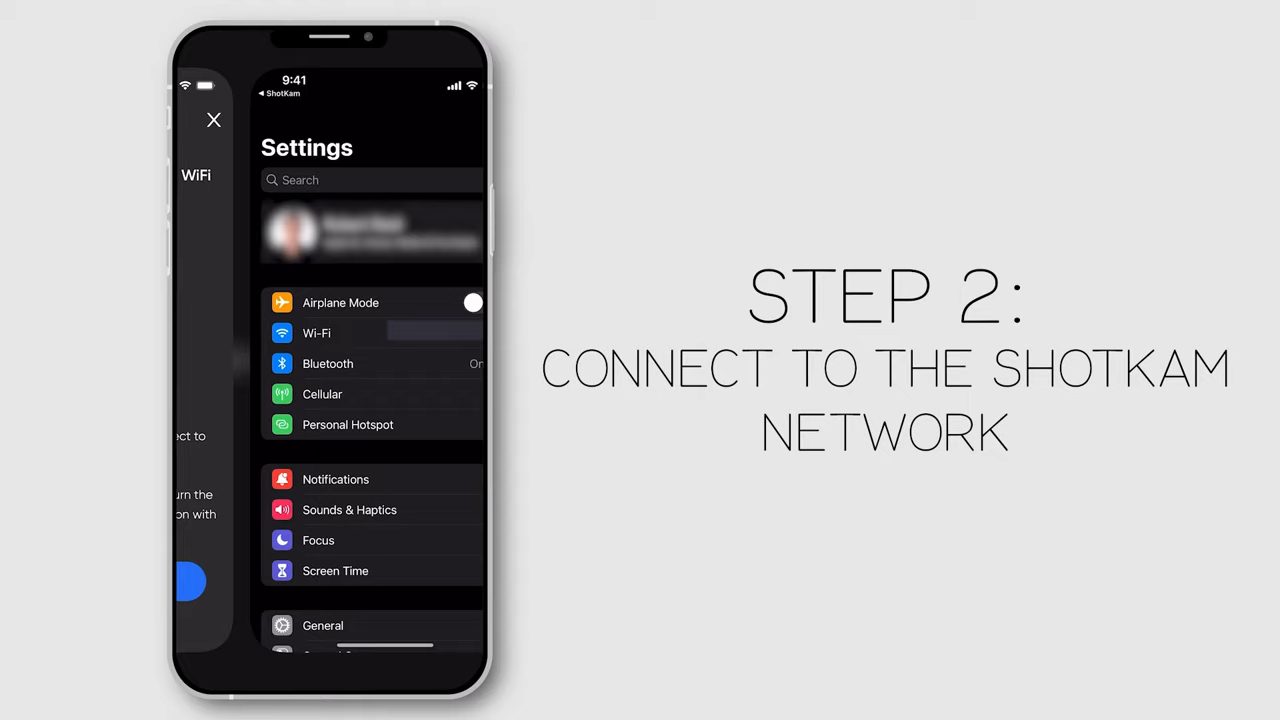 9:41
◀ ShotKam
WiFi
Settings
Search
Airplane Mode
Wi-Fi
Bluetooth
On
Cellular
Personal Hotspot
ect to
Notifications
urn the
Sounds & Haptics
on with
Focus
Screen Time
General
STEP 2:
CONNECT TO THE SHOTKAM
NETWORK